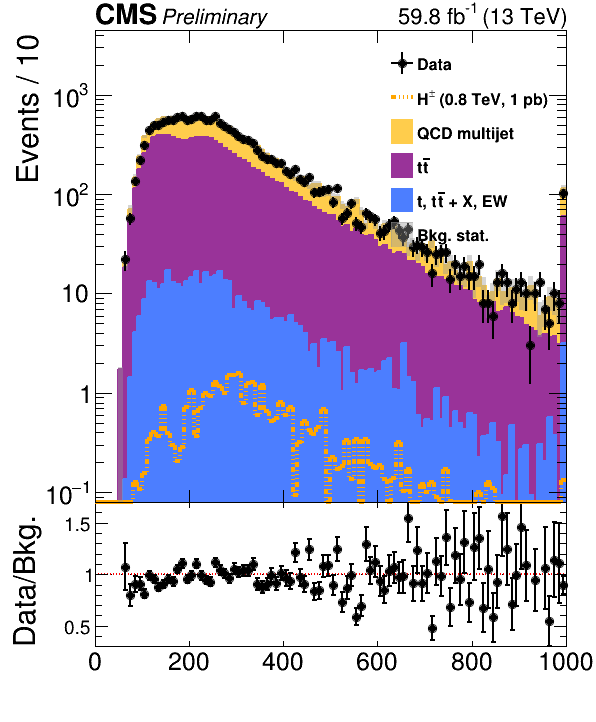 CMS Preliminary 59.8 fb⁻¹ (13 TeV)
Events / 10
10³
10²
10
1
10⁻¹
Data
H± (0.8 TeV, 1 pb)
QCD multijet
tt̄
t, tt̄ + X, EW
Bkg. stat.
Data/Bkg.
1.5
1
0.5
0 200 400 600 800 1000